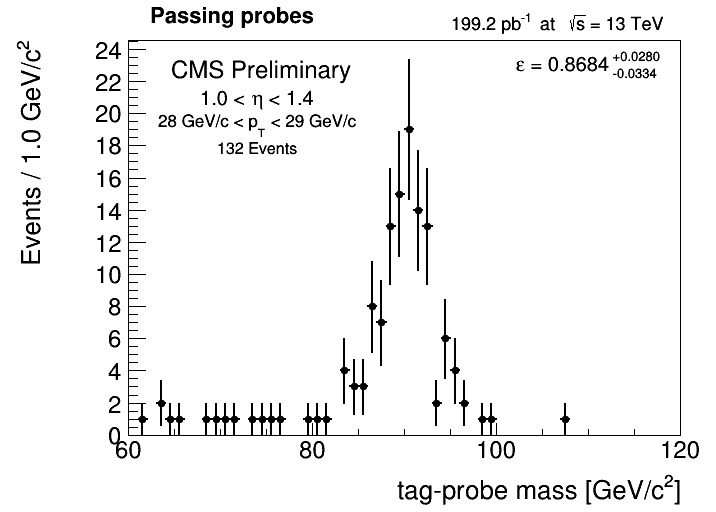 Passing probes
199.2 pb⁻¹ at √s = 13 TeV
CMS Preliminary
1.0 < η < 1.4
28 GeV/c < p_T < 29 GeV/c
132 Events
ε = 0.8684 +0.0280 -0.0334
Events / 1.0 GeV/c²
24
22
20
18
16
14
12
10
8
6
4
2
0
60 80 100 120
tag-probe mass [GeV/c²]